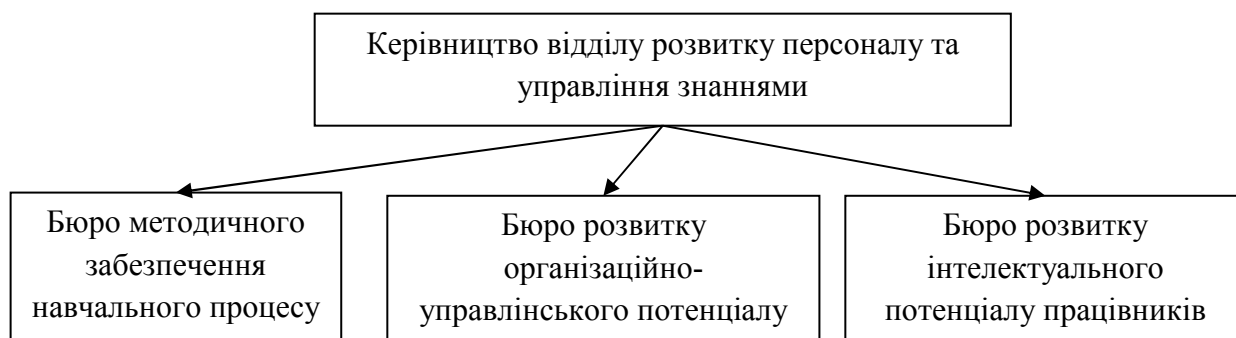 Керівництво відділу розвитку персоналу та
управління знаннями
Бюро методичного
забезпечення
навчального процесу
Бюро розвитку
організаційно-
управлінського потенціалу
Бюро розвитку
інтелектуального
потенціалу працівників